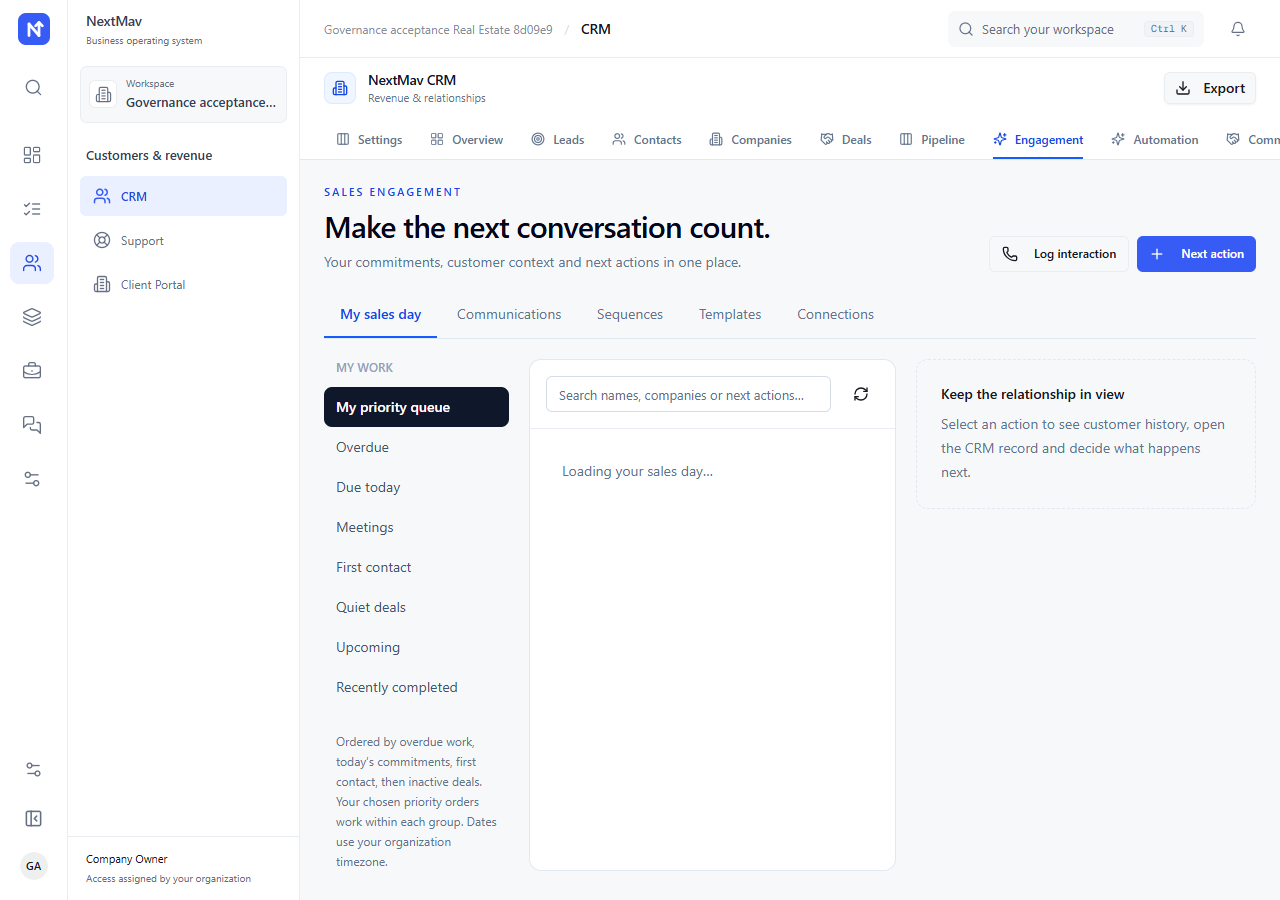 NextMav
Business operating system
Workspace
Governance acceptance...
Customers & revenue
CRM
Support
Client Portal
GA
Company Owner
Access assigned by your organization
Governance acceptance Real Estate 8d09e9 / CRM
Search your workspace
Ctrl K
NextMav CRM
Revenue & relationships
Export
Settings
Overview
Leads
Contacts
Companies
Deals
Pipeline
Engagement
Automation
Comm
SALES ENGAGEMENT
Make the next conversation count.
Your commitments, customer context and next actions in one place.
Log interaction
Next action
My sales day
Communications
Sequences
Templates
Connections
MY WORK
My priority queue
Overdue
Due today
Meetings
First contact
Quiet deals
Upcoming
Recently completed
Ordered by overdue work,
today's commitments, first
contact, then inactive deals.
Your chosen priority orders
work within each group. Dates
use your organization
timezone.
Search names, companies or next actions...
Loading your sales day...
Keep the relationship in view
Select an action to see customer history, open
the CRM record and decide what happens
next.